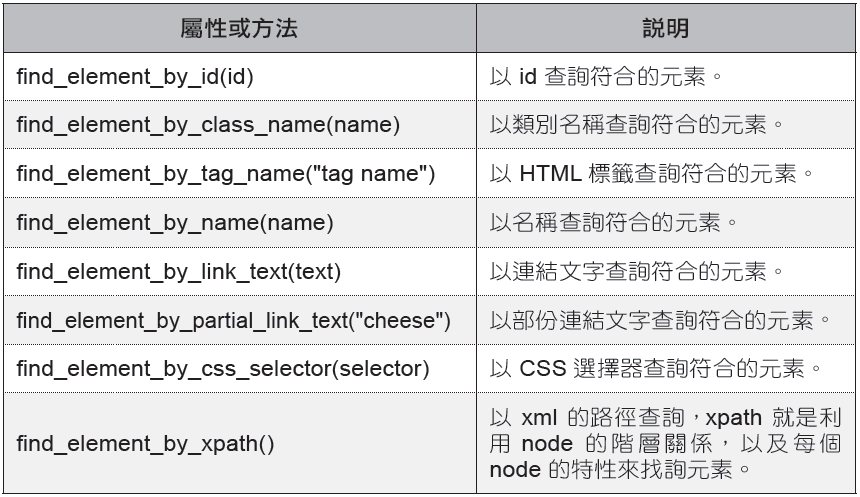 屬性或方法 說明
find_element_by_id(id) 以 id 查詢符合的元素。
find_element_by_class_name(name) 以類別名稱查詢符合的元素。
find_element_by_tag_name("tag name") 以 HTML 標籤查詢符合的元素。
find_element_by_name(name) 以名稱查詢符合的元素。
find_element_by_link_text(text) 以連結文字查詢符合的元素。
find_element_by_partial_link_text("cheese") 以部份連結文字查詢符合的元素。
find_element_by_css_selector(selector) 以 CSS 選擇器查詢符合的元素。
find_element_by_xpath() 以 xml 的路徑查詢，xpath 就是利
用 node 的階層關係，以及每個
node 的特性來找詢元素。